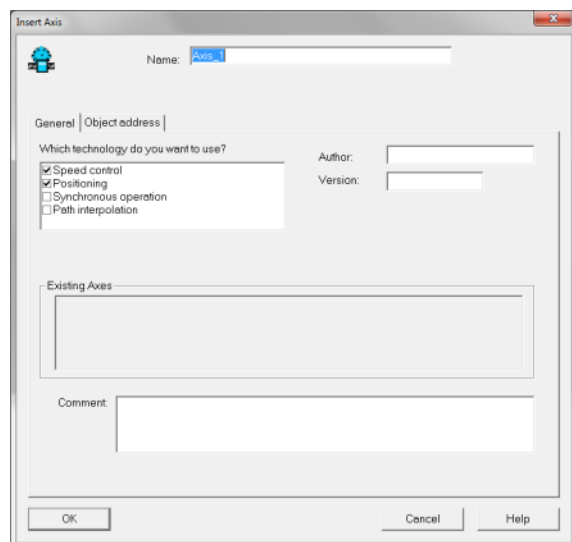 Insert Axis
Name: Axis_1
General Object address
Which technology do you want to use?
Speed control
Positioning
Synchronous operation
Path interpolation
Author:
Version:
Existing Axes
Comment:
OK Cancel Help